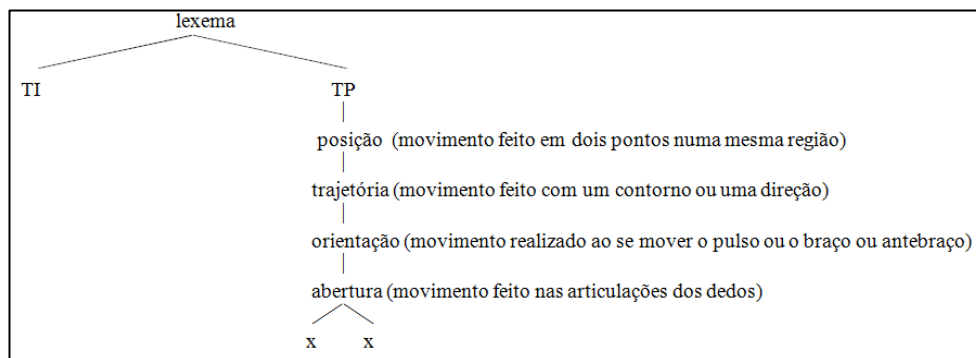 lexema
TI TP
posição (movimento feito em dois pontos numa mesma região)
trajetória (movimento feito com um contorno ou uma direção)
orientação (movimento realizado ao se mover o pulso ou o braço ou antebraço)
abertura (movimento feito nas articulações dos dedos)
x x